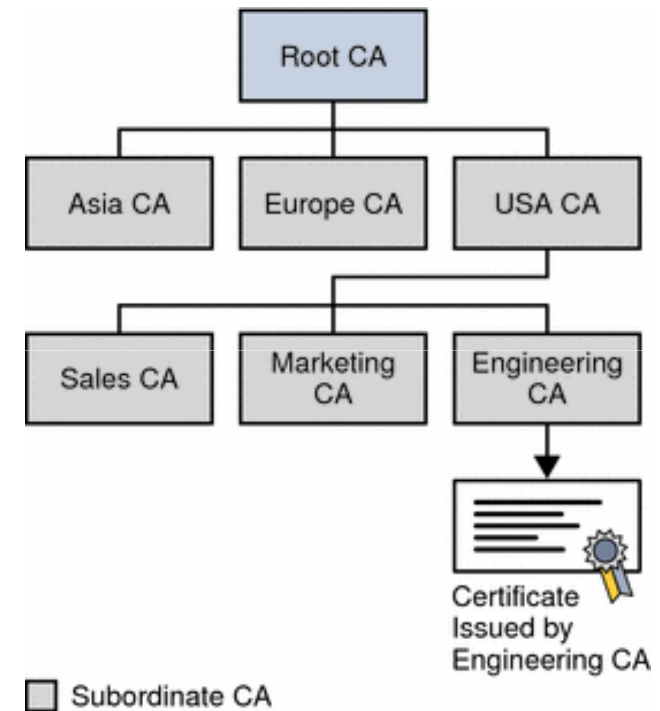 Root CA
Asia CA
Europe CA
USA CA
Sales CA
Marketing
CA
Engineering
CA
Certificate
Issued by
Engineering CA
Subordinate CA